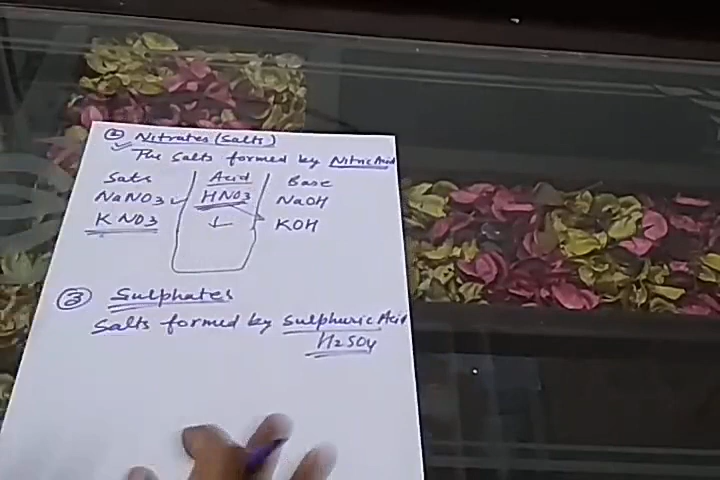 ② Nitrates (Salts)
The Salts formed by Nitric Acid
Salts Acid Base
NaNO3 HNO3 NaOH
KNO3 KOH
③ Sulphates
Salts formed by Sulphuric Acid
H2SO4